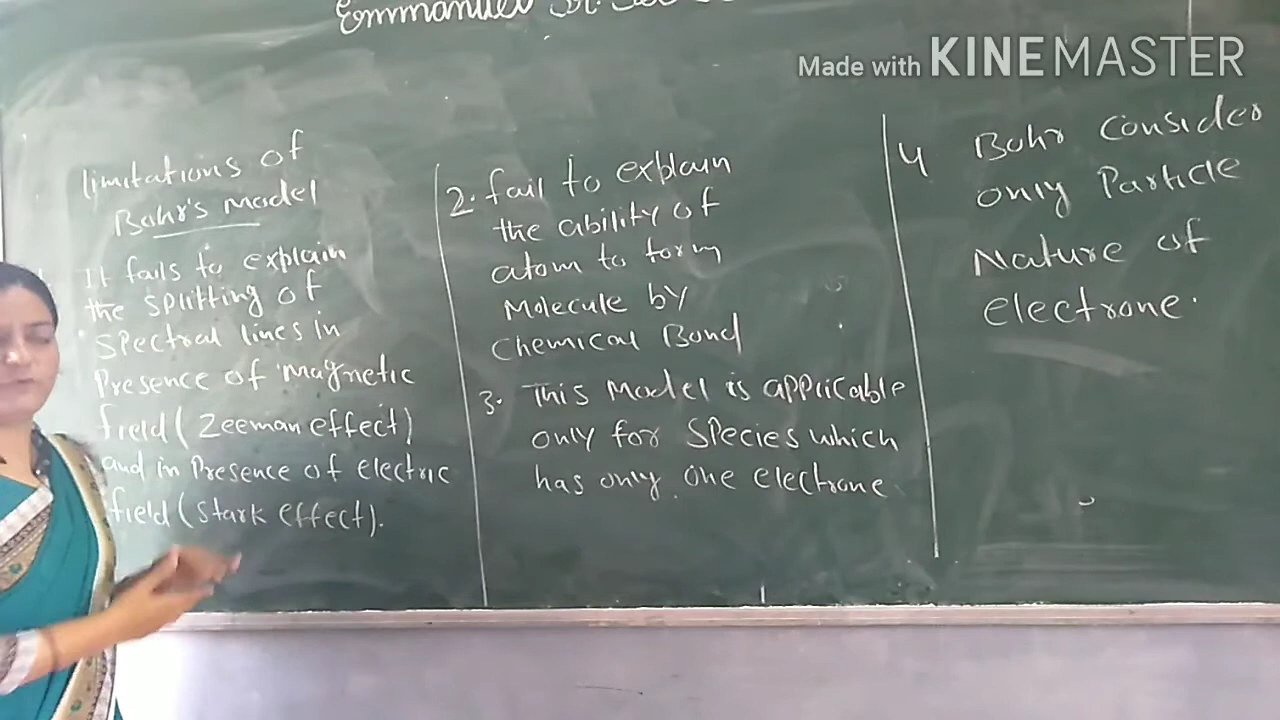 Emmanuel Sr.
Made with KINEMASTER
limitations of
Bohr's model
It fails to explain
the splitting of
spectral lines in
Presence of Magnetic
field (Zeeman effect)
and in Presence of electric
field (Stark effect).
2. fail to explain
the ability of
atom to form
Molecule by
Chemical Bond
3. This Model is applicable
only for species which
has only one electrone
4 Bohr Consider
only Particle
Nature of
electrone.